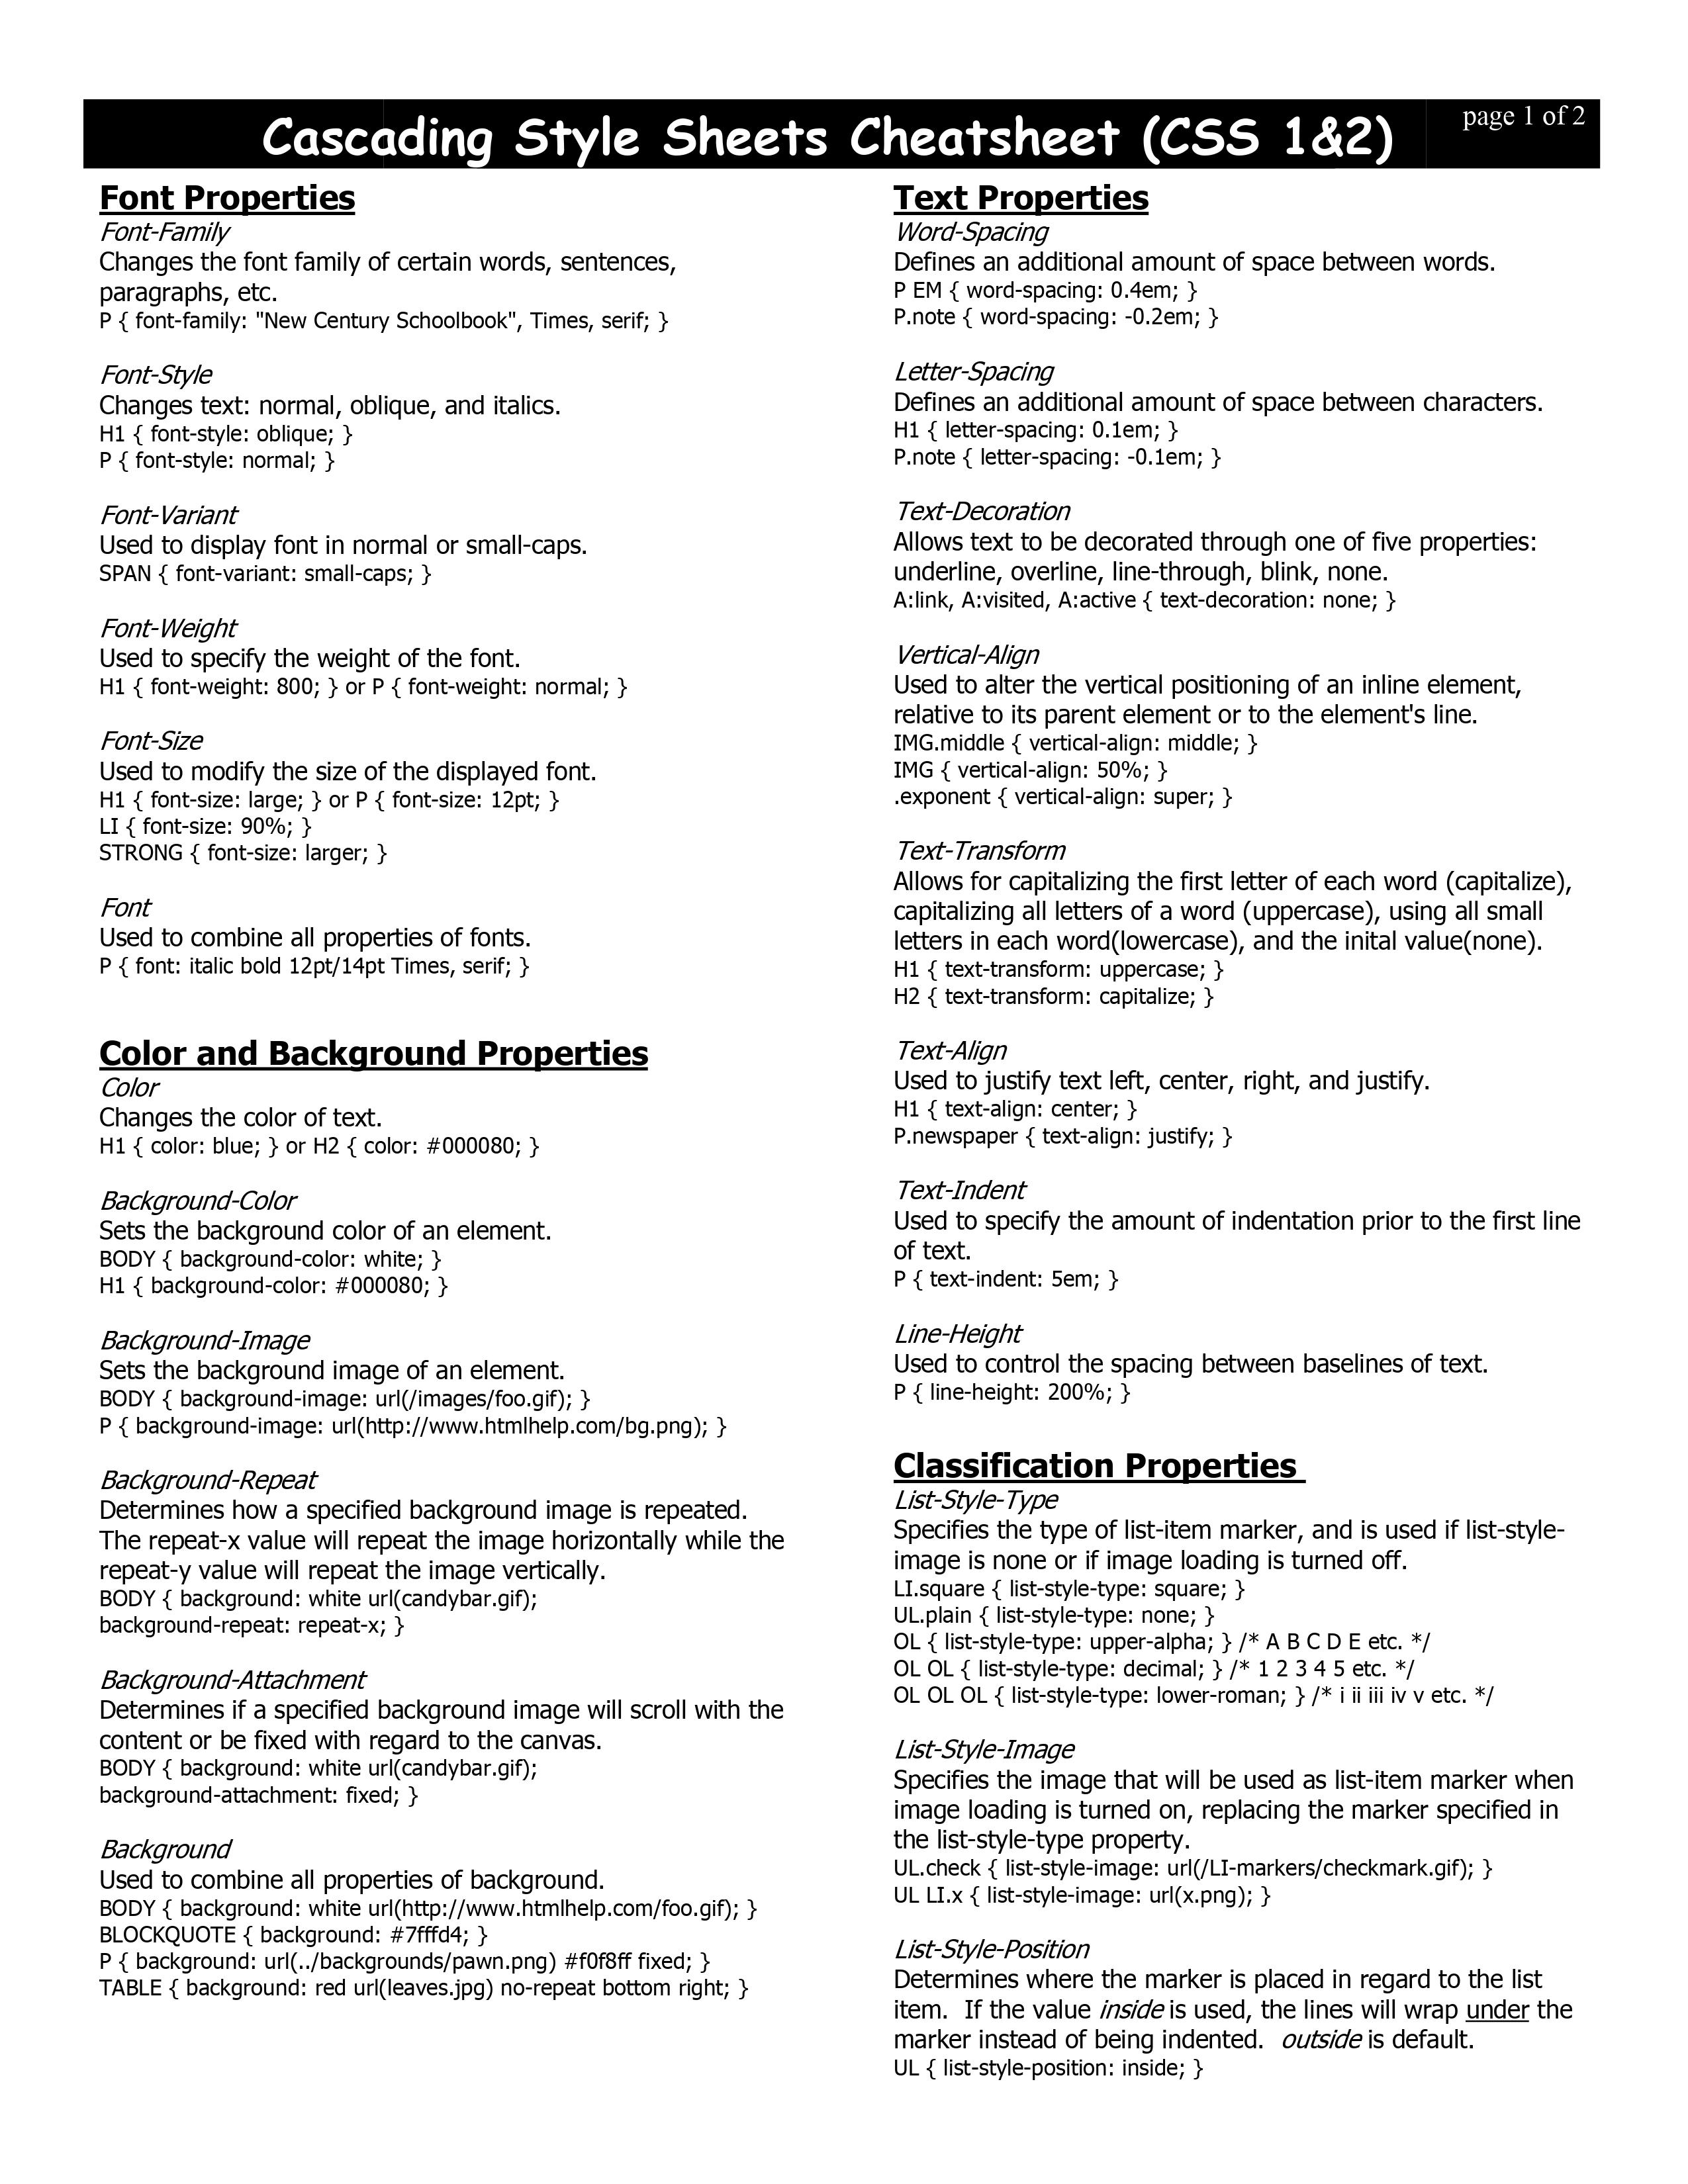 Cascading Style Sheets Cheatsheet (CSS 1&2)
page 1 of 2
Font Properties
Font-Family
Changes the font family of certain words, sentences,
paragraphs, etc.
P { font-family: "New Century Schoolbook", Times, serif; }
Font-Style
Changes text: normal, oblique, and italics.
H1 { font-style: oblique; }
P { font-style: normal; }
Font-Variant
Used to display font in normal or small-caps.
SPAN { font-variant: small-caps; }
Font-Weight
Used to specify the weight of the font.
H1 { font-weight: 800; } or P { font-weight: normal; }
Font-Size
Used to modify the size of the displayed font.
H1 { font-size: large; } or P { font-size: 12pt; }
LI { font-size: 90%; }
STRONG { font-size: larger; }
Font
Used to combine all properties of fonts.
P { font: italic bold 12pt/14pt Times, serif; }
Color and Background Properties
Color
Changes the color of text.
H1 { color: blue; } or H2 { color: #000080; }
Background-Color
Sets the background color of an element.
BODY { background-color: white; }
H1 { background-color: #000080; }
Background-Image
Sets the background image of an element.
BODY { background-image: url(/images/foo.gif); }
P { background-image: url(http://www.htmlhelp.com/bg.png); }
Background-Repeat
Determines how a specified background image is repeated.
The repeat-x value will repeat the image horizontally while the
repeat-y value will repeat the image vertically.
BODY { background: white url(candybar.gif);
background-repeat: repeat-x; }
Background-Attachment
Determines if a specified background image will scroll with the
content or be fixed with regard to the canvas.
BODY { background: white url(candybar.gif);
background-attachment: fixed; }
Background
Used to combine all properties of background.
BODY { background: white url(http://www.htmlhelp.com/foo.gif); }
BLOCKQUOTE { background: #7fffd4; }
P { background: url(../backgrounds/pawn.png) #f0f8ff fixed; }
TABLE { background: red url(leaves.jpg) no-repeat bottom right; }
Text Properties
Word-Spacing
Defines an additional amount of space between words.
P EM { word-spacing: 0.4em; }
P.note { word-spacing: -0.2em; }
Letter-Spacing
Defines an additional amount of space between characters.
H1 { letter-spacing: 0.1em; }
P.note { letter-spacing: -0.1em; }
Text-Decoration
Allows text to be decorated through one of five properties:
underline, overline, line-through, blink, none.
A:link, A:visited, A:active { text-decoration: none; }
Vertical-Align
Used to alter the vertical positioning of an inline element,
relative to its parent element or to the element's line.
IMG.middle { vertical-align: middle; }
IMG { vertical-align: 50%; }
.exponent { vertical-align: super; }
Text-Transform
Allows for capitalizing the first letter of each word (capitalize),
capitalizing all letters of a word (uppercase), using all small
letters in each word(lowercase), and the inital value(none).
H1 { text-transform: uppercase; }
H2 { text-transform: capitalize; }
Text-Align
Used to justify text left, center, right, and justify.
H1 { text-align: center; }
P.newspaper { text-align: justify; }
Text-Indent
Used to specify the amount of indentation prior to the first line
of text.
P { text-indent: 5em; }
Line-Height
Used to control the spacing between baselines of text.
P { line-height: 200%; }
Classification Properties
List-Style-Type
Specifies the type of list-item marker, and is used if list-style-
image is none or if image loading is turned off.
LI.square { list-style-type: square; }
UL.plain { list-style-type: none; }
OL { list-style-type: upper-alpha; } /* A B C D E etc. */
OL OL { list-style-type: decimal; } /* 1 2 3 4 5 etc. */
OL OL OL { list-style-type: lower-roman; } /* i ii iii iv v etc. */
List-Style-Image
Specifies the image that will be used as list-item marker when
image loading is turned on, replacing the marker specified in
the list-style-type property.
UL.check { list-style-image: url(/LI-markers/checkmark.gif); }
UL LI.x { list-style-image: url(x.png); }
List-Style-Position
Determines where the marker is placed in regard to the list
item. If the value inside is used, the lines will wrap under the
marker instead of being indented. outside is default.
UL { list-style-position: inside; }